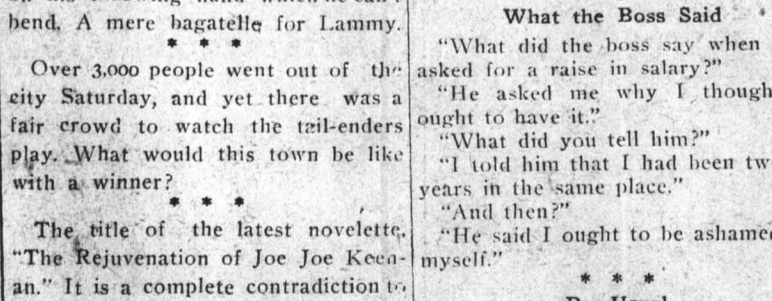 bend. A mere bagatelle for Lammy.
* * *
Over 3,000 people went out of the
city Saturday, and yet there was a
fair crowd to watch the tail-enders
play. What would this town be like
with a winner?
* * *
The title of the latest novelette,
"The Rejuvenation of Joe Joe Keen-
an." It is a complete contradiction to
What the Boss Said
"What did the boss say when
asked for a raise in salary?"
"He asked me why I though
ought to have it."
"What did you tell him?"
"I told him that I had been tw
years in the same place."
"And then?"
"He said I ought to be ashamed
myself."
* * *